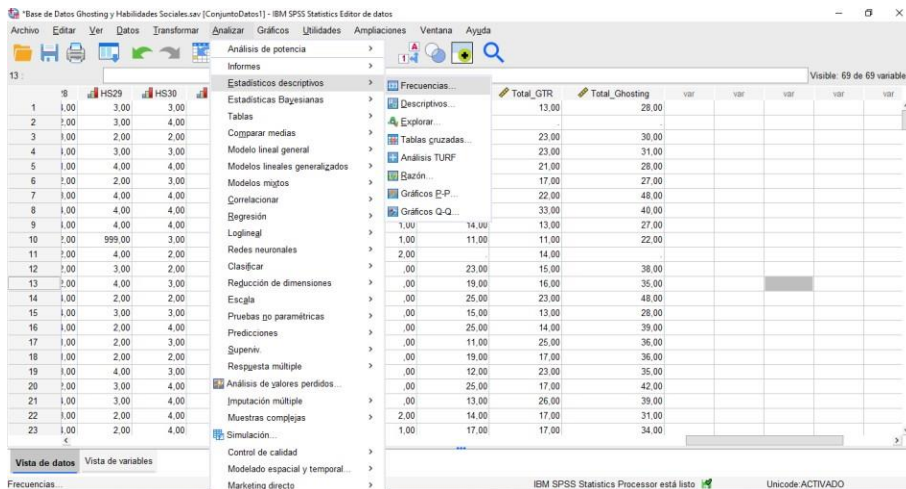 *Base de Datos Ghosting y Habilidades Sociales.sav [ConjuntoDatos1] - IBM SPSS Statistics Editor de datos
Archivo Editar Ver Datos Transformar Analizar Gráficos Utilidades Ampliaciones Ventana Ayuda
13 :
Visible: 69 de 69 variable
Análisis de potencia
Informes
Estadísticos descriptivos
Estadísticas Bayesianas
Tablas
Comparar medias
Modelo lineal general
Modelos lineales generalizados
Modelos mixtos
Correlacionar
Regresión
Loglineal
Redes neuronales
Clasificar
Reducción de dimensiones
Escala
Pruebas no paramétricas
Predicciones
Superviv.
Respuesta múltiple
Análisis de valores perdidos...
Imputación múltiple
Muestras complejas
Simulación...
Control de calidad
Modelado espacial y temporal...
Marketing directo
Frecuencias...
Descriptivos...
Explorar...
Tablas cruzadas...
Análisis TURF
Razón...
Gráficos P-P...
Gráficos Q-Q...
HS29 HS30 Total_GTR Total_Ghosting var var var var
1 3,00 3,00 13,00 28,00
2 3,00 4,00 . .
3 2,00 2,00 23,00 30,00
4 3,00 3,00 23,00 31,00
5 4,00 4,00 21,00 28,00
6 2,00 3,00 17,00 27,00
7 4,00 4,00 22,00 48,00
8 4,00 4,00 33,00 40,00
9 4,00 4,00 1,00 14,00 13,00 27,00
10 999,00 3,00 1,00 11,00 11,00 22,00
11 4,00 2,00 2,00 . 14,00 .
12 3,00 2,00 ,00 23,00 15,00 38,00
13 4,00 3,00 ,00 19,00 16,00 35,00
14 2,00 2,00 ,00 25,00 23,00 48,00
15 3,00 3,00 ,00 15,00 13,00 28,00
16 2,00 4,00 ,00 25,00 14,00 39,00
17 2,00 3,00 ,00 11,00 25,00 36,00
18 2,00 2,00 ,00 19,00 17,00 36,00
19 4,00 3,00 ,00 12,00 23,00 35,00
20 3,00 4,00 ,00 25,00 17,00 42,00
21 3,00 4,00 ,00 13,00 26,00 39,00
22 2,00 4,00 2,00 14,00 17,00 31,00
23 2,00 4,00 1,00 17,00 17,00 34,00
Vista de datos Vista de variables
Frecuencias... IBM SPSS Statistics Processor está listo Unicode:ACTIVADO